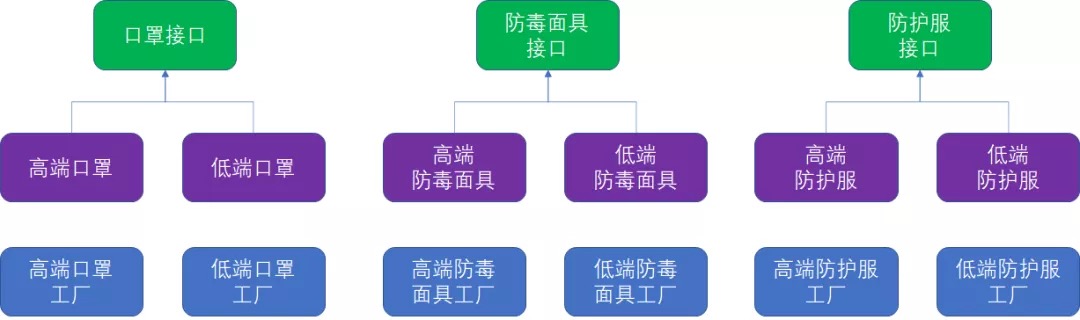 口罩接口
防毒面具
接口
防护服
接口
高端口罩
低端口罩
高端
防毒面具
低端
防毒面具
高端
防护服
低端
防护服
高端口罩
工厂
低端口罩
工厂
高端防毒
面具工厂
低端防毒
面具工厂
高端防护服
工厂
低端防护服
工厂